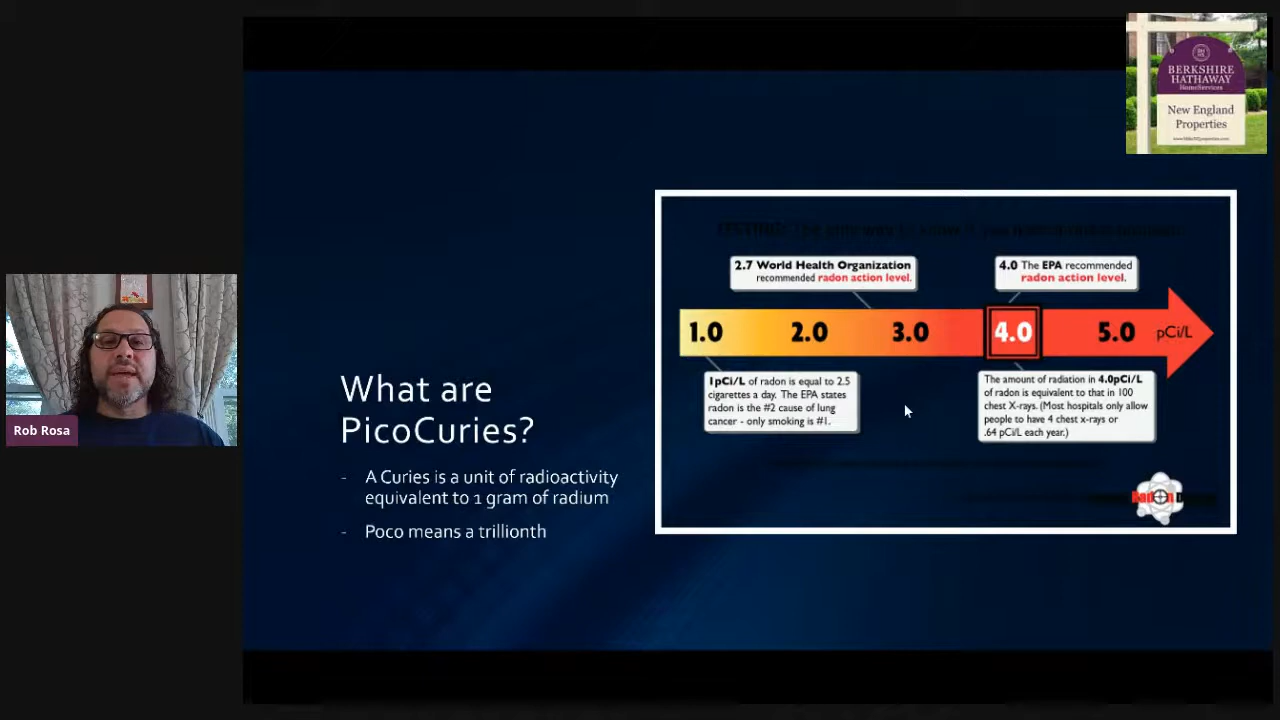 BERKSHIRE
HATHAWAY
HomeServices
New England
Properties
Rob Rosa
What are
PicoCuries?
- A Curies is a unit of radioactivity
equivalent to 1 gram of radium
- Poco means a trillionth
2.7 World Health Organization
recommended radon action level.
4.0 The EPA recommended
radon action level.
1.0 2.0 3.0 4.0 5.0 pCi/L
1pCi/L of radon is equal to 2.5
cigarettes a day. The EPA states
radon is the #2 cause of lung
cancer - only smoking is #1.
The amount of radiation in 4.0pCi/L
of radon is equivalent to that in 100
chest X-rays. (Most hospitals only allow
people to have 4 chest x-rays or
.64 pCi/L each year.)
RadOn